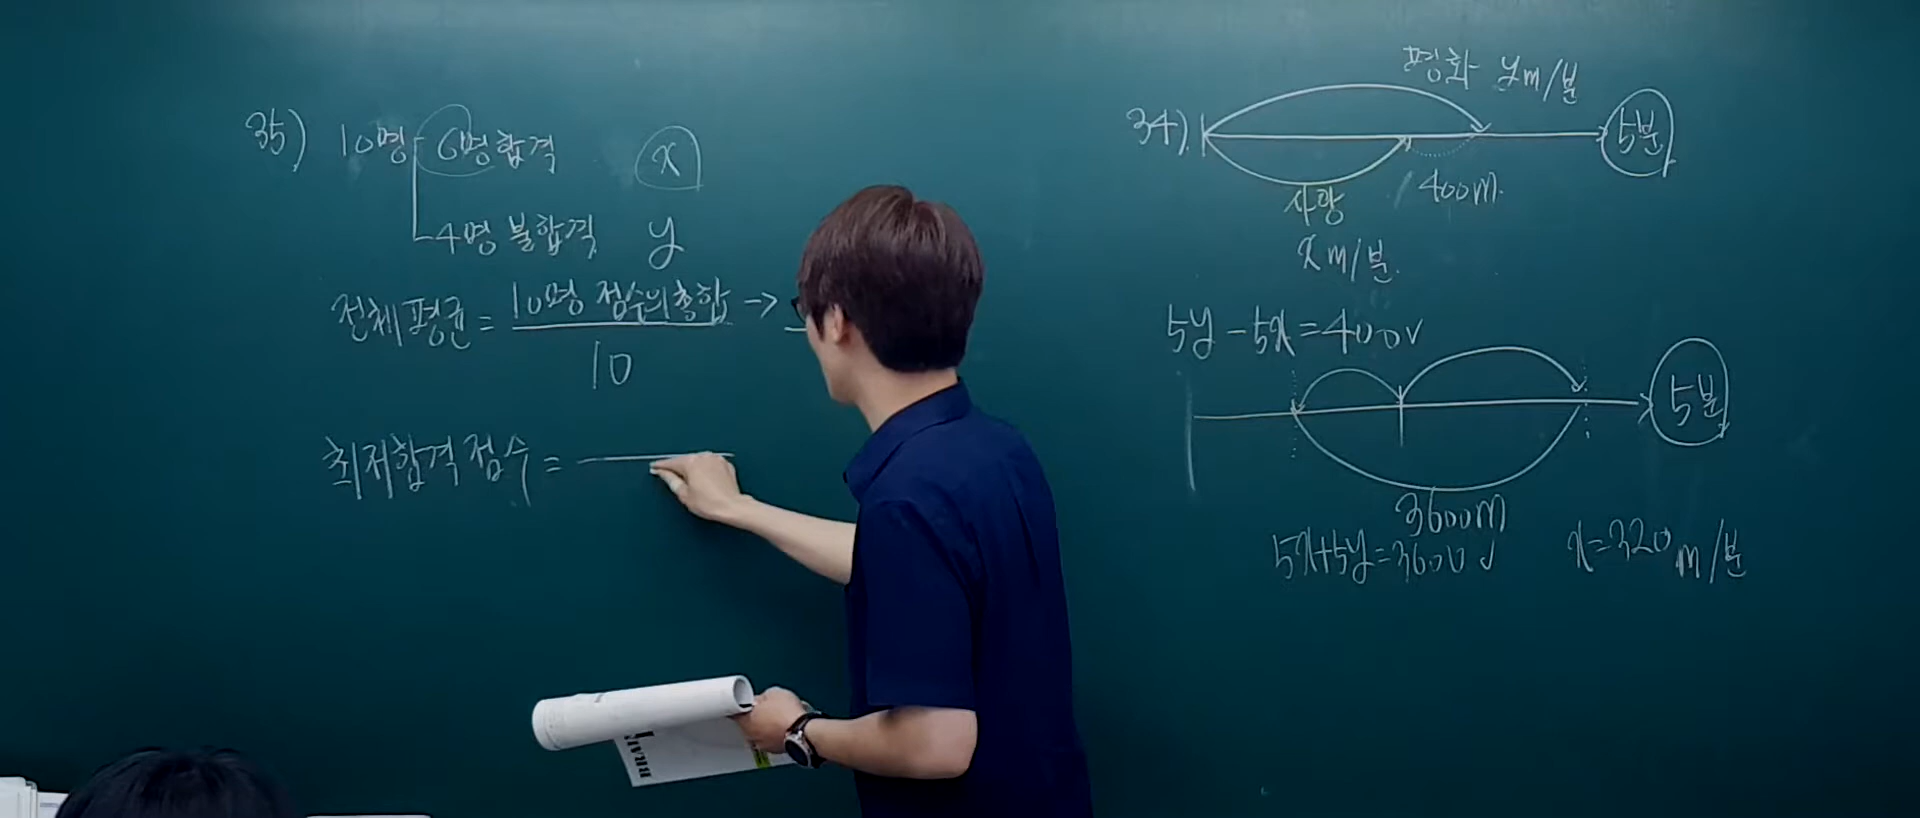 35) 10명 6명 합격 x
4명 불합격 y
전체평균 = 10명 점수의 총합 →
10
최저합격점수 =
34) 평화 ym/분
5분
400m
사랑
xm/분
5y-5x=400
5분
3600m
5x+5y=3600
x=320m/분
BRAI